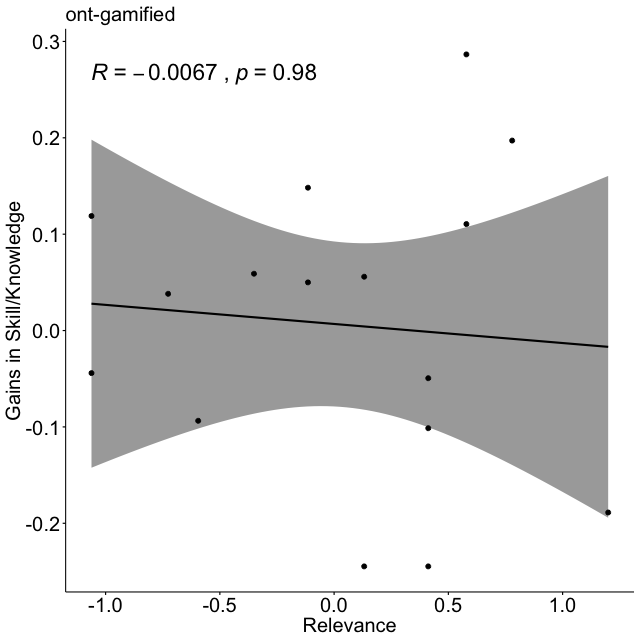 ont-gamified
R = −0.0067 , p = 0.98
0.3
0.2
0.1
0.0
-0.1
-0.2
Gains in Skill/Knowledge
-1.0 -0.5 0.0 0.5 1.0
Relevance